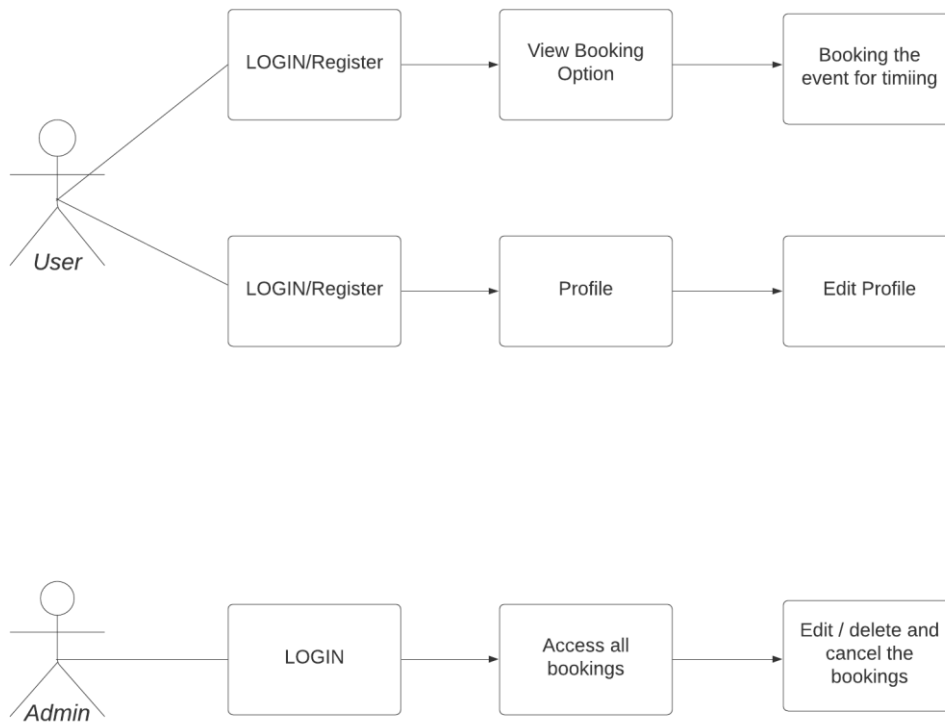 LOGIN/Register
View Booking
Option
Booking the
event for timiing
User
LOGIN/Register
Profile
Edit Profile
LOGIN
Access all
bookings
Edit / delete and
cancel the
bookings
Admin